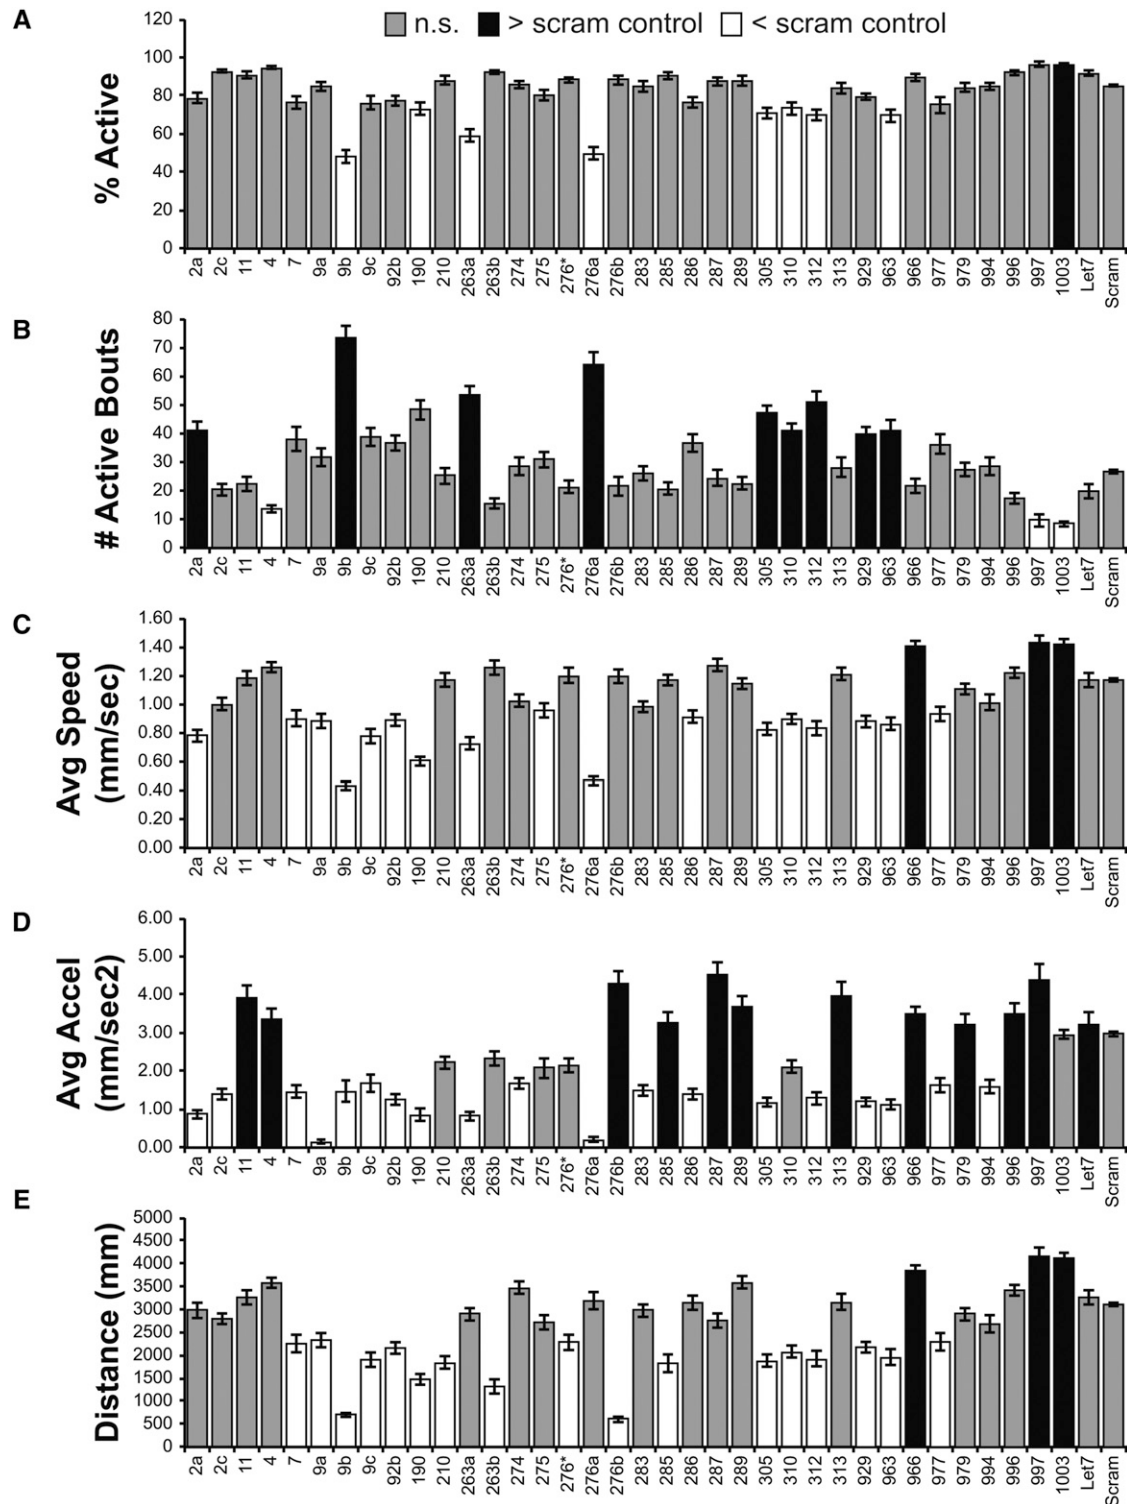 A
n.s. > scram control < scram control
% Active
120
100
80
60
40
20
0
2a 2c 11 4 7 9a 9b 9c 92b 190 210 263a 263b 274 275 276* 276a 276b 283 285 286 287 289 305 310 312 313 929 963 966 977 979 994 996 997 1003 Let7 Scram
B
# Active Bouts
80
70
60
50
40
30
20
10
0
2a 2c 11 4 7 9a 9b 9c 92b 190 210 263a 263b 274 275 276* 276a 276b 283 285 286 287 289 305 310 312 313 929 963 966 977 979 994 996 997 1003 Let7 Scram
C
Avg Speed
(mm/sec)
1.60
1.40
1.20
1.00
0.80
0.60
0.40
0.20
0.00
2a 2c 11 4 7 9a 9b 9c 92b 190 210 263a 263b 274 275 276* 276a 276b 283 285 286 287 289 305 310 312 313 929 963 966 977 979 994 996 997 1003 Let7 Scram
D
Avg Accel
(mm/sec2)
6.00
5.00
4.00
3.00
2.00
1.00
0.00
2a 2c 11 4 7 9a 9b 9c 92b 190 210 263a 263b 274 275 276* 276a 276b 283 285 286 287 289 305 310 312 313 929 963 966 977 979 994 996 997 1003 Let7 Scram
E
Distance (mm)
5000
4500
4000
3500
3000
2500
2000
1500
1000
500
0
2a 2c 11 4 7 9a 9b 9c 92b 190 210 263a 263b 274 275 276* 276a 276b 283 285 286 287 289 305 310 312 313 929 963 966 977 979 994 996 997 1003 Let7 Scram